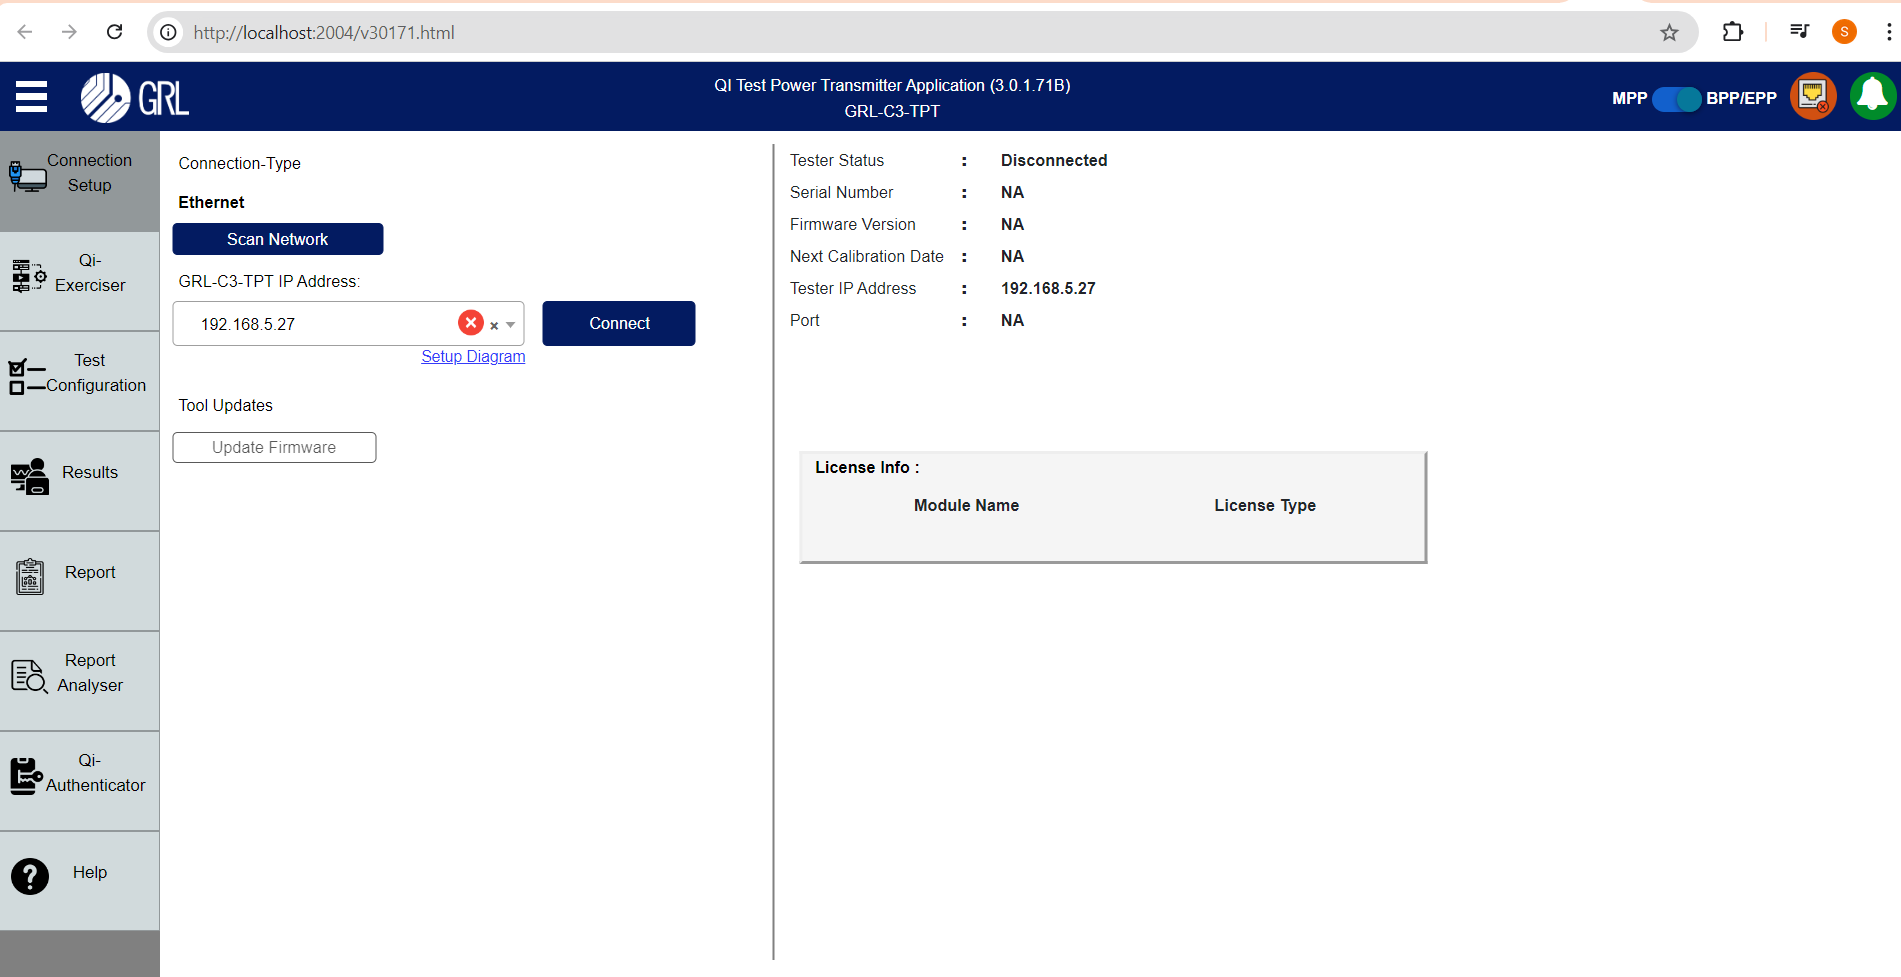 http://localhost:2004/v30171.html
S
GRL
QI Test Power Transmitter Application (3.0.1.71B)
GRL-C3-TPT
MPP
BPP/EPP
Connection
Setup
Qi-
Exerciser
Test
Configuration
Results
Report
Report
Analyser
Qi-
Authenticator
Help
Connection-Type
Ethernet
Scan Network
GRL-C3-TPT IP Address:
192.168.5.27
Connect
Setup Diagram
Tool Updates
Update Firmware
Tester Status : Disconnected
Serial Number : NA
Firmware Version : NA
Next Calibration Date : NA
Tester IP Address : 192.168.5.27
Port : NA
License Info :
Module Name License Type